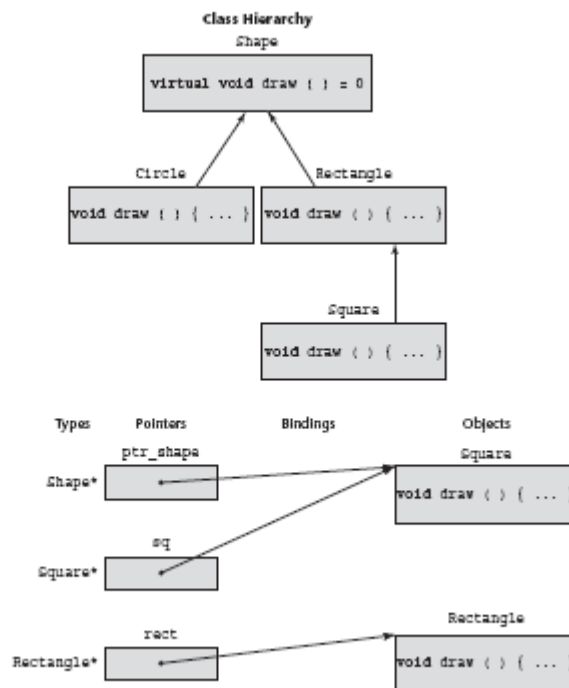 Class Hierarchy
Shape
virtual void draw ( ) = 0
Circle
Rectangle
void draw ( ) { ... }
void draw ( ) { ... }
Square
void draw ( ) { ... }
Types
Pointers
Bindings
Objects
ptr_shape
Square
Shape*
void draw ( ) { ... }
sq
Square*
rect
Rectangle
Rectangle*
void draw ( ) { ... }